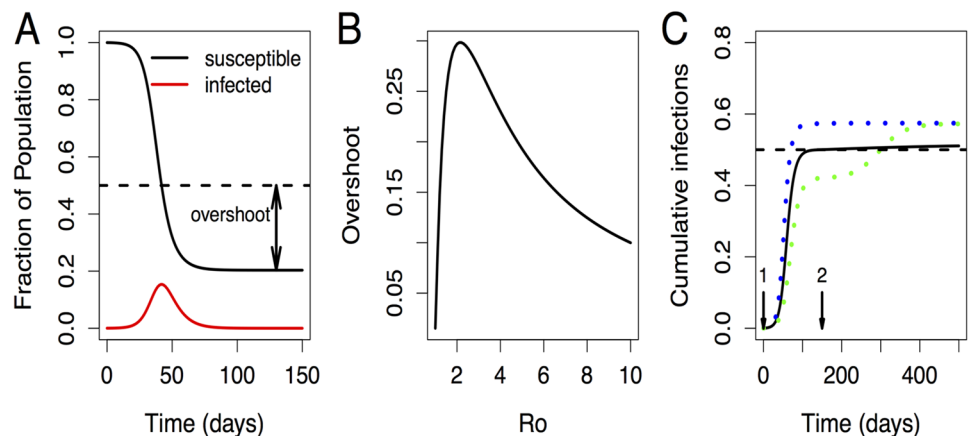 A
Fraction of Population
1.0
0.8
0.6
0.4
0.2
0.0
susceptible
infected
overshoot
0
50
100
150
Time (days)
B
Overshoot
0.25
0.15
0.05
2
4
6
8
10
Ro
C
Cumulative infections
0.8
0.6
0.4
0.2
0.0
1
2
0
200
400
Time (days)